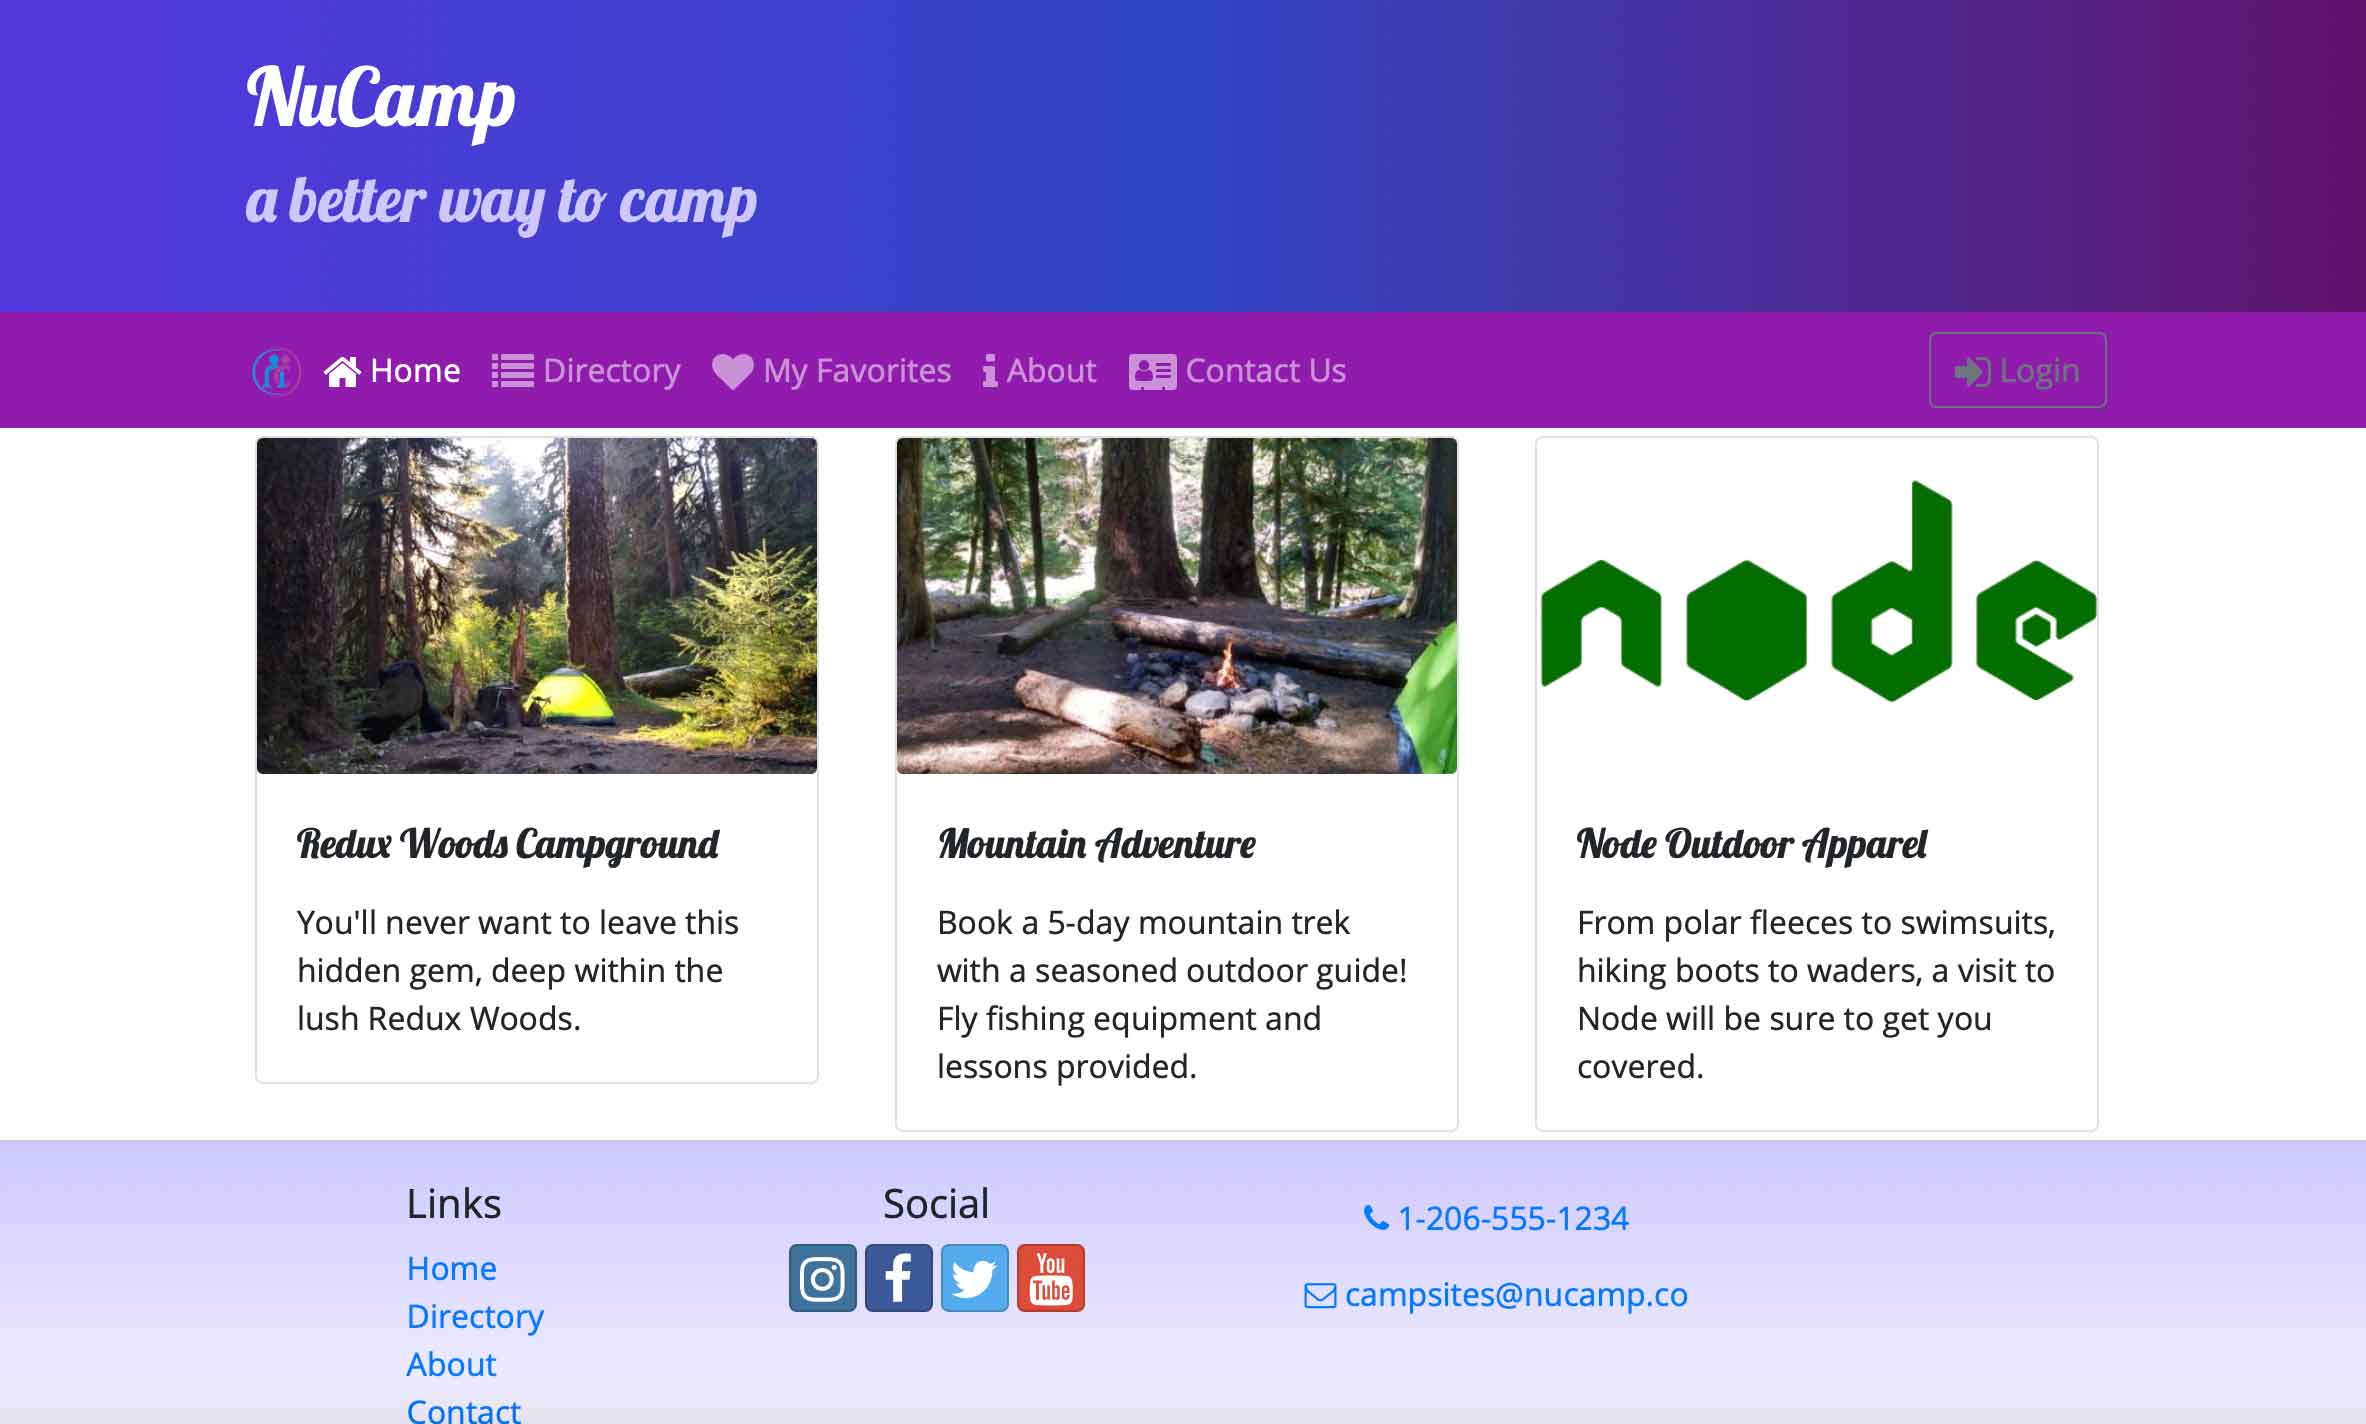 NuCamp
a better way to camp
Home Directory My Favorites About Contact Us Login
node
Redux Woods Campground
You'll never want to leave this
hidden gem, deep within the
lush Redux Woods.
Mountain Adventure
Book a 5-day mountain trek
with a seasoned outdoor guide!
Fly fishing equipment and
lessons provided.
Node Outdoor Apparel
From polar fleeces to swimsuits,
hiking boots to waders, a visit to
Node will be sure to get you
covered.
Links
Home
Directory
About
Contact
Social
You
Tube
1-206-555-1234
campsites@nucamp.co